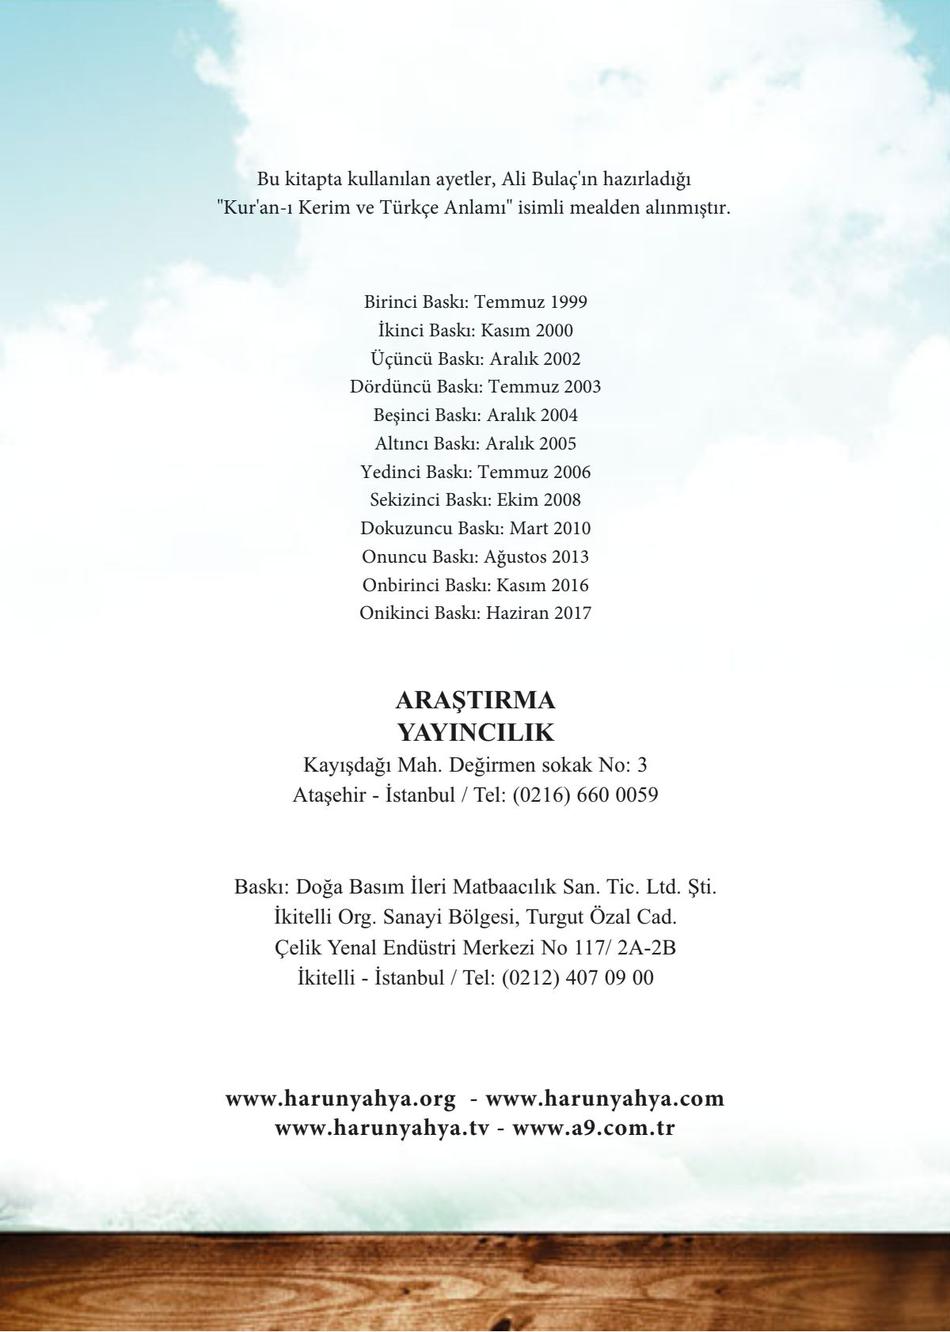 Bu kitapta kullanılan ayetler, Ali Bulaç'ın hazırladığı
"Kur'an-ı Kerim ve Türkçe Anlamı" isimli mealden alınmıştır.
Birinci Baskı: Temmuz 1999
İkinci Baskı: Kasım 2000
Üçüncü Baskı: Aralık 2002
Dördüncü Baskı: Temmuz 2003
Beşinci Baskı: Aralık 2004
Altıncı Baskı: Aralık 2005
Yedinci Baskı: Temmuz 2006
Sekizinci Baskı: Ekim 2008
Dokuzuncu Baskı: Mart 2010
Onuncu Baskı: Ağustos 2013
Onbirinci Baskı: Kasım 2016
Onikinci Baskı: Haziran 2017
ARAŞTIRMA
YAYINCILIK
Kayışdağı Mah. Değirmen sokak No: 3
Ataşehir - İstanbul / Tel: (0216) 660 0059
Baskı: Doğa Basım İleri Matbaacılık San. Tic. Ltd. Şti.
İkitelli Org. Sanayi Bölgesi, Turgut Özal Cad.
Çelik Yenal Endüstri Merkezi No 117/ 2A-2B
İkitelli - İstanbul / Tel: (0212) 407 09 00
www.harunyahya.org - www.harunyahya.com
www.harunyahya.tv - www.a9.com.tr